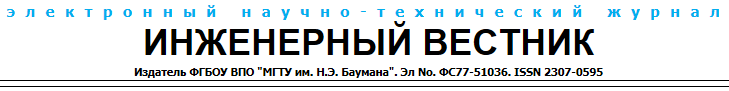 электронный научно-технический журнал
ИНЖЕНЕРНЫЙ ВЕСТНИК
Издатель ФГБОУ ВПО "МГТУ им. Н.Э. Баумана". Эл No. ФС77-51036. ISSN 2307-0595